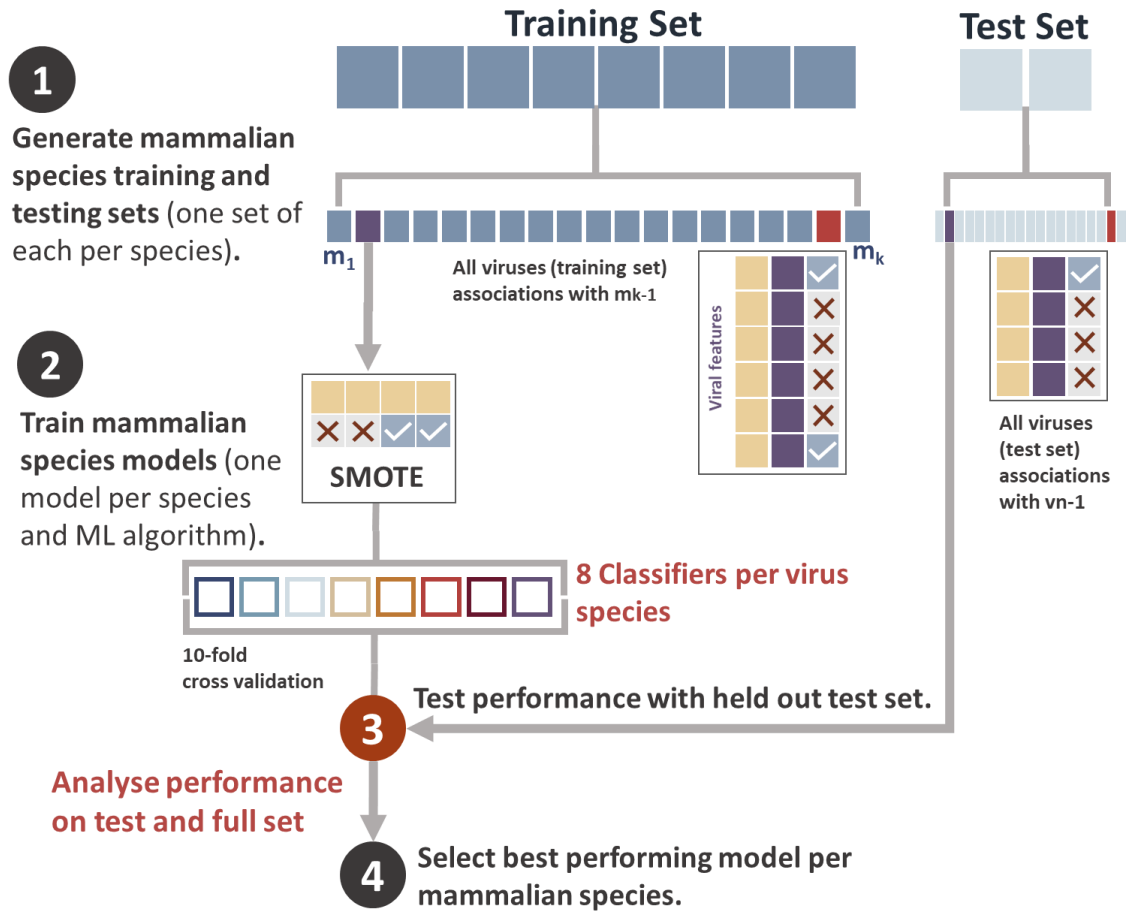 Training Set
Test Set
1
Generate mammalian
species training and
testing sets (one set of
each per species).
m1
mk
All viruses (training set)
associations with mk-1
Viral features
All viruses
(test set)
associations
with vn-1
2
Train mammalian
species models (one
model per species
and ML algorithm).
SMOTE
8 Classifiers per virus
species
10-fold
cross validation
Test performance with held out test set.
3
Analyse performance
on test and full set
4
Select best performing model per
mammalian species.